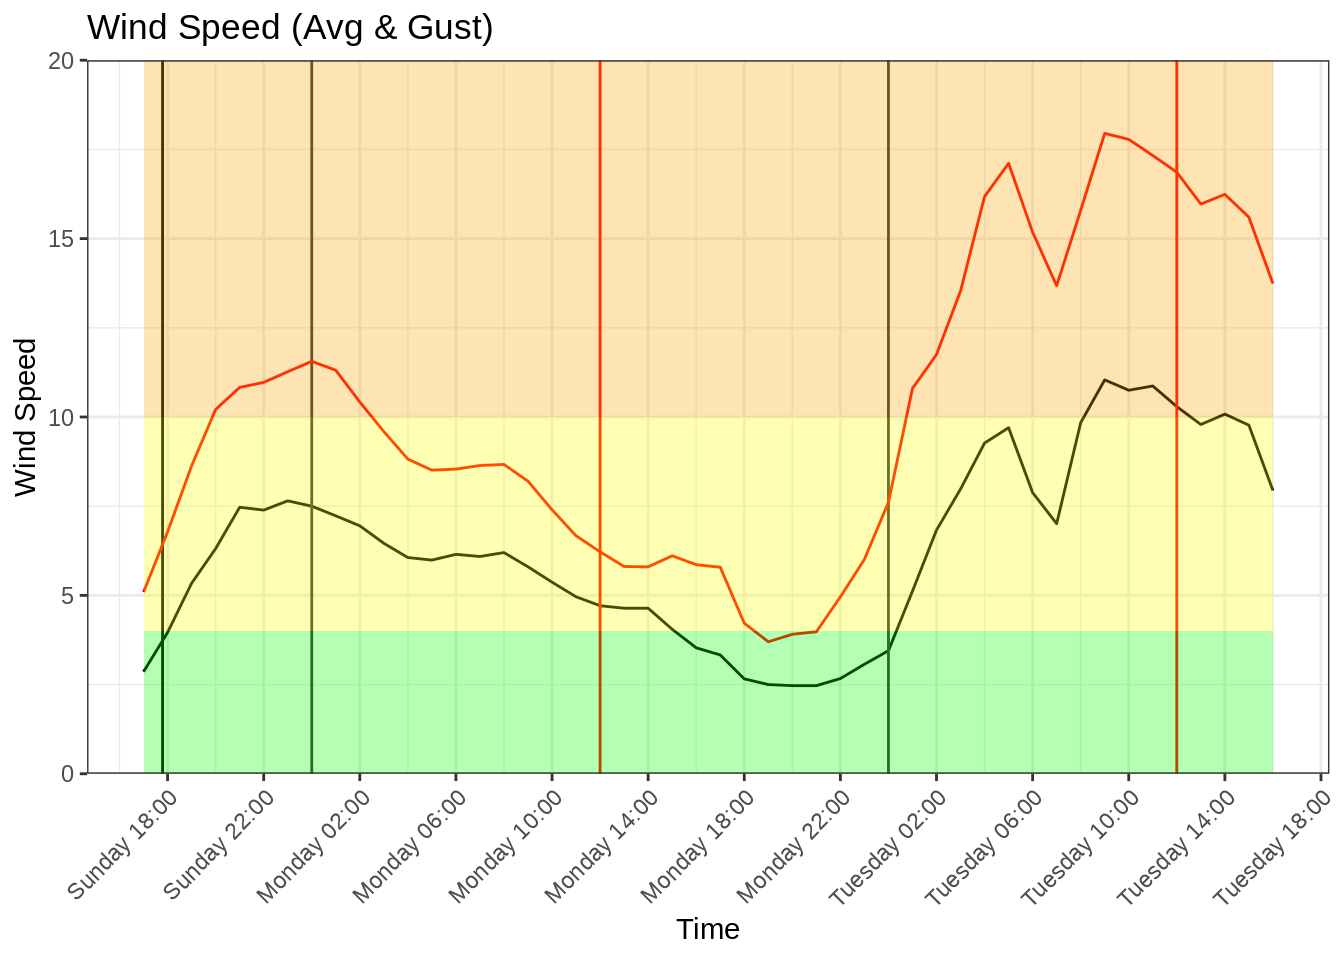 Wind Speed (Avg & Gust)
20
15
10
5
0
Wind Speed
Sunday 18:00
Sunday 22:00
Monday 02:00
Monday 06:00
Monday 10:00
Monday 14:00
Monday 18:00
Monday 22:00
Tuesday 02:00
Tuesday 06:00
Tuesday 10:00
Tuesday 14:00
Tuesday 18:00
Time